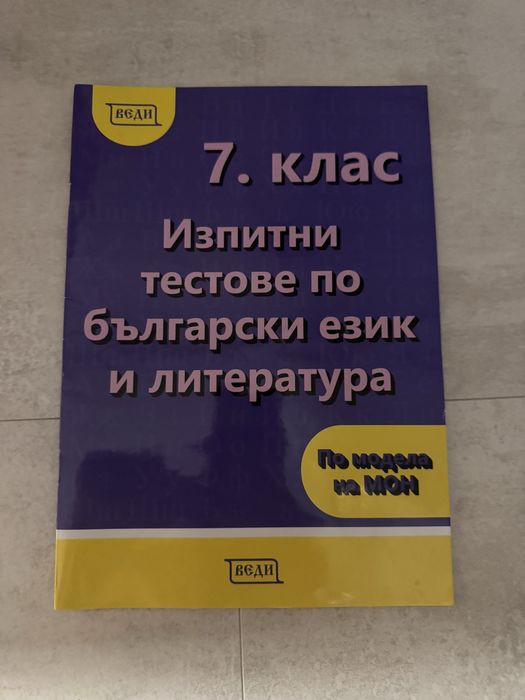 ВЕДИ
7. клас
Изпитни
тестове по
български език
и литература
По модела
на МОН
ВЕДИ